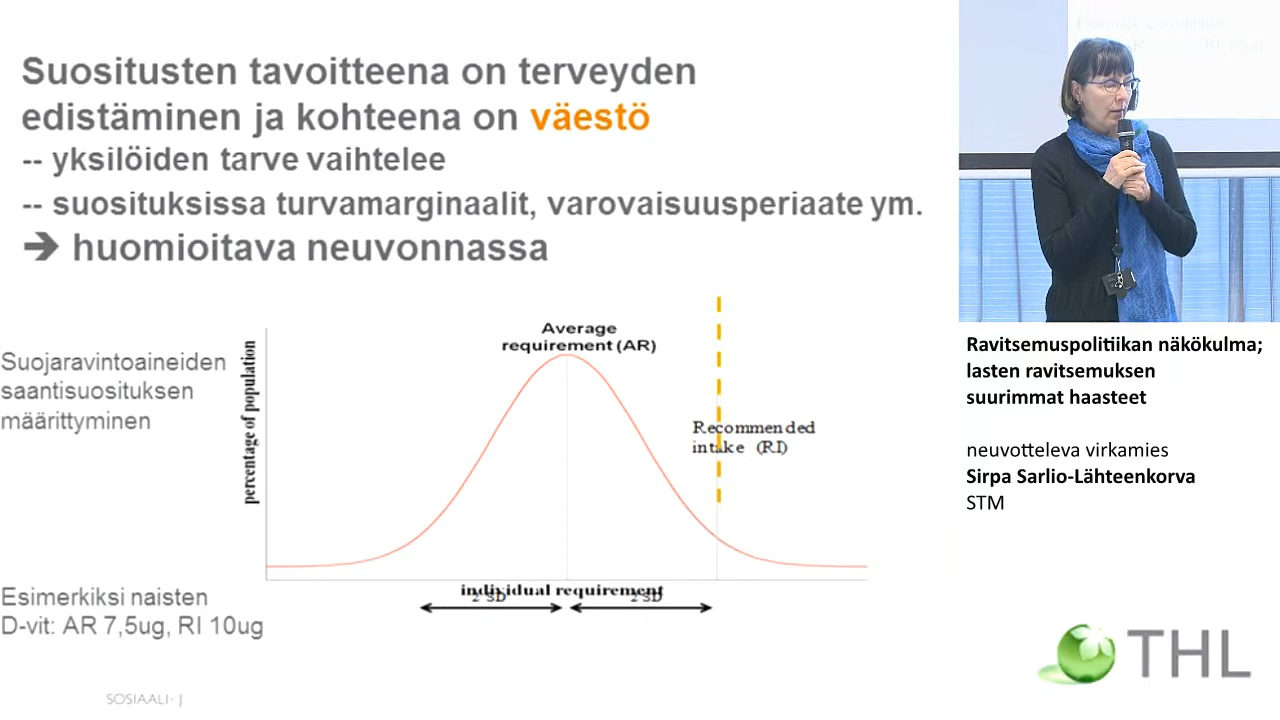 Suositusten tavoitteena on terveyden
edistäminen ja kohteena on väestö
-- yksilöiden tarve vaihtelee
-- suosituksissa turvamarginaalit, varovaisuusperiaate ym.
➔ huomioitava neuvonnassa
Suojaravintoaineiden
saantisuosituksen
määrittyminen
percentage of population
Average
requirement (AR)
Recommended
intake (RI)
individual requirement
2 SD
2 SD
Esimerkiksi naisten
D-vit: AR 7,5ug, RI 10ug
SOSIAALI- J
Ravitsemuspolitiikan näkökulma;
lasten ravitsemuksen
suurimmat haasteet
neuvotteleva virkamies
Sirpa Sarlio-Lähteenkorva
STM
THL